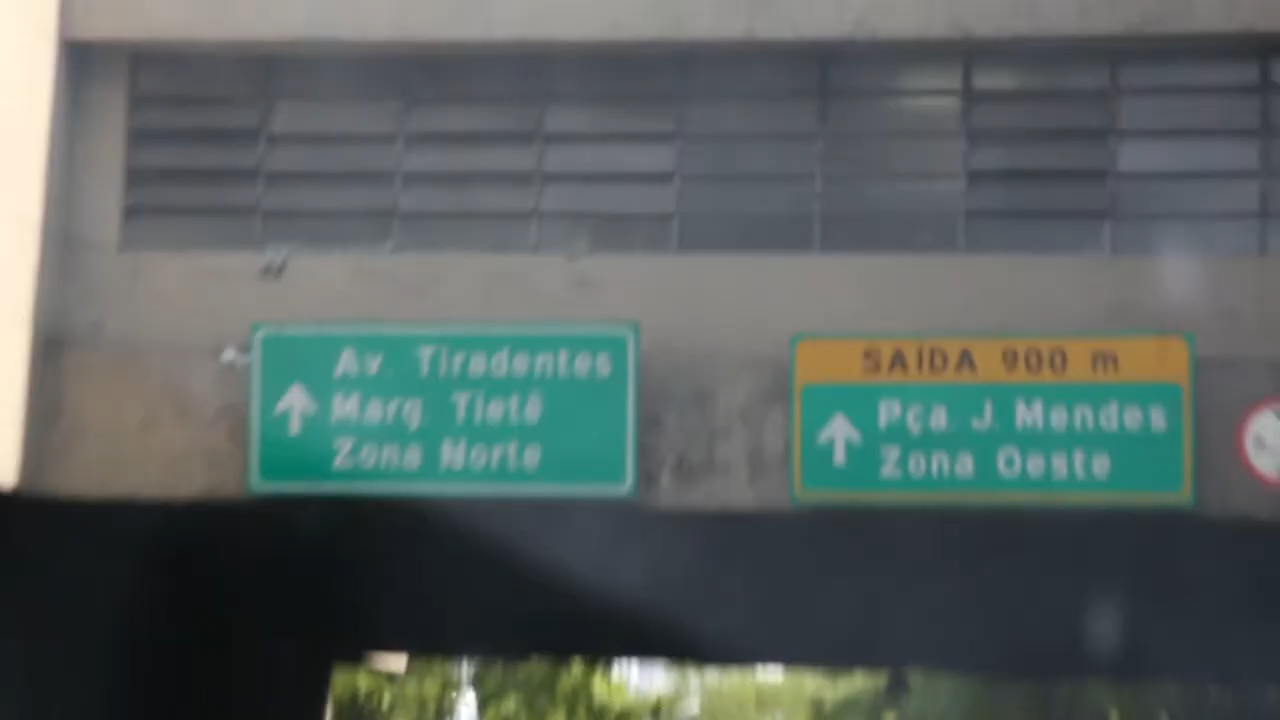 Av. Tiradentes
Marg. Tietê
Zona Norte
SAÍDA 900 m
Pça. J. Mendes
Zona Oeste